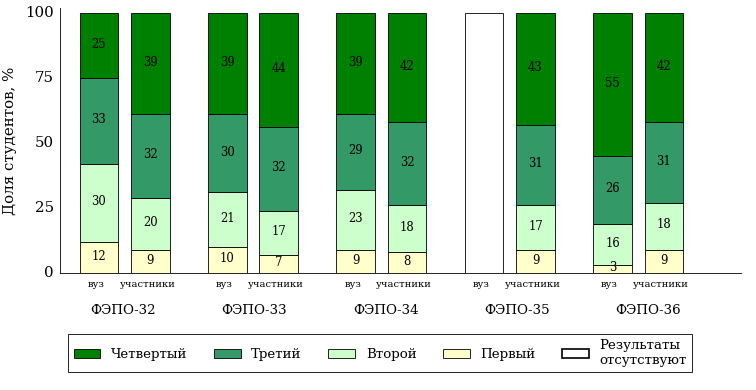 100
75
50
25
0
Доля студентов, %
25 39 39 44 39 42 43 55 42
33 32 30 32 29 32 31 26 31
30 20 21 17 23 18 17 16 18
12 9 10 7 9 8 9 3 9
вуз участники вуз участники вуз участники вуз участники вуз участники
ФЭПО-32 ФЭПО-33 ФЭПО-34 ФЭПО-35 ФЭПО-36
Четвертый Третий Второй Первый Результаты
отсутствуют